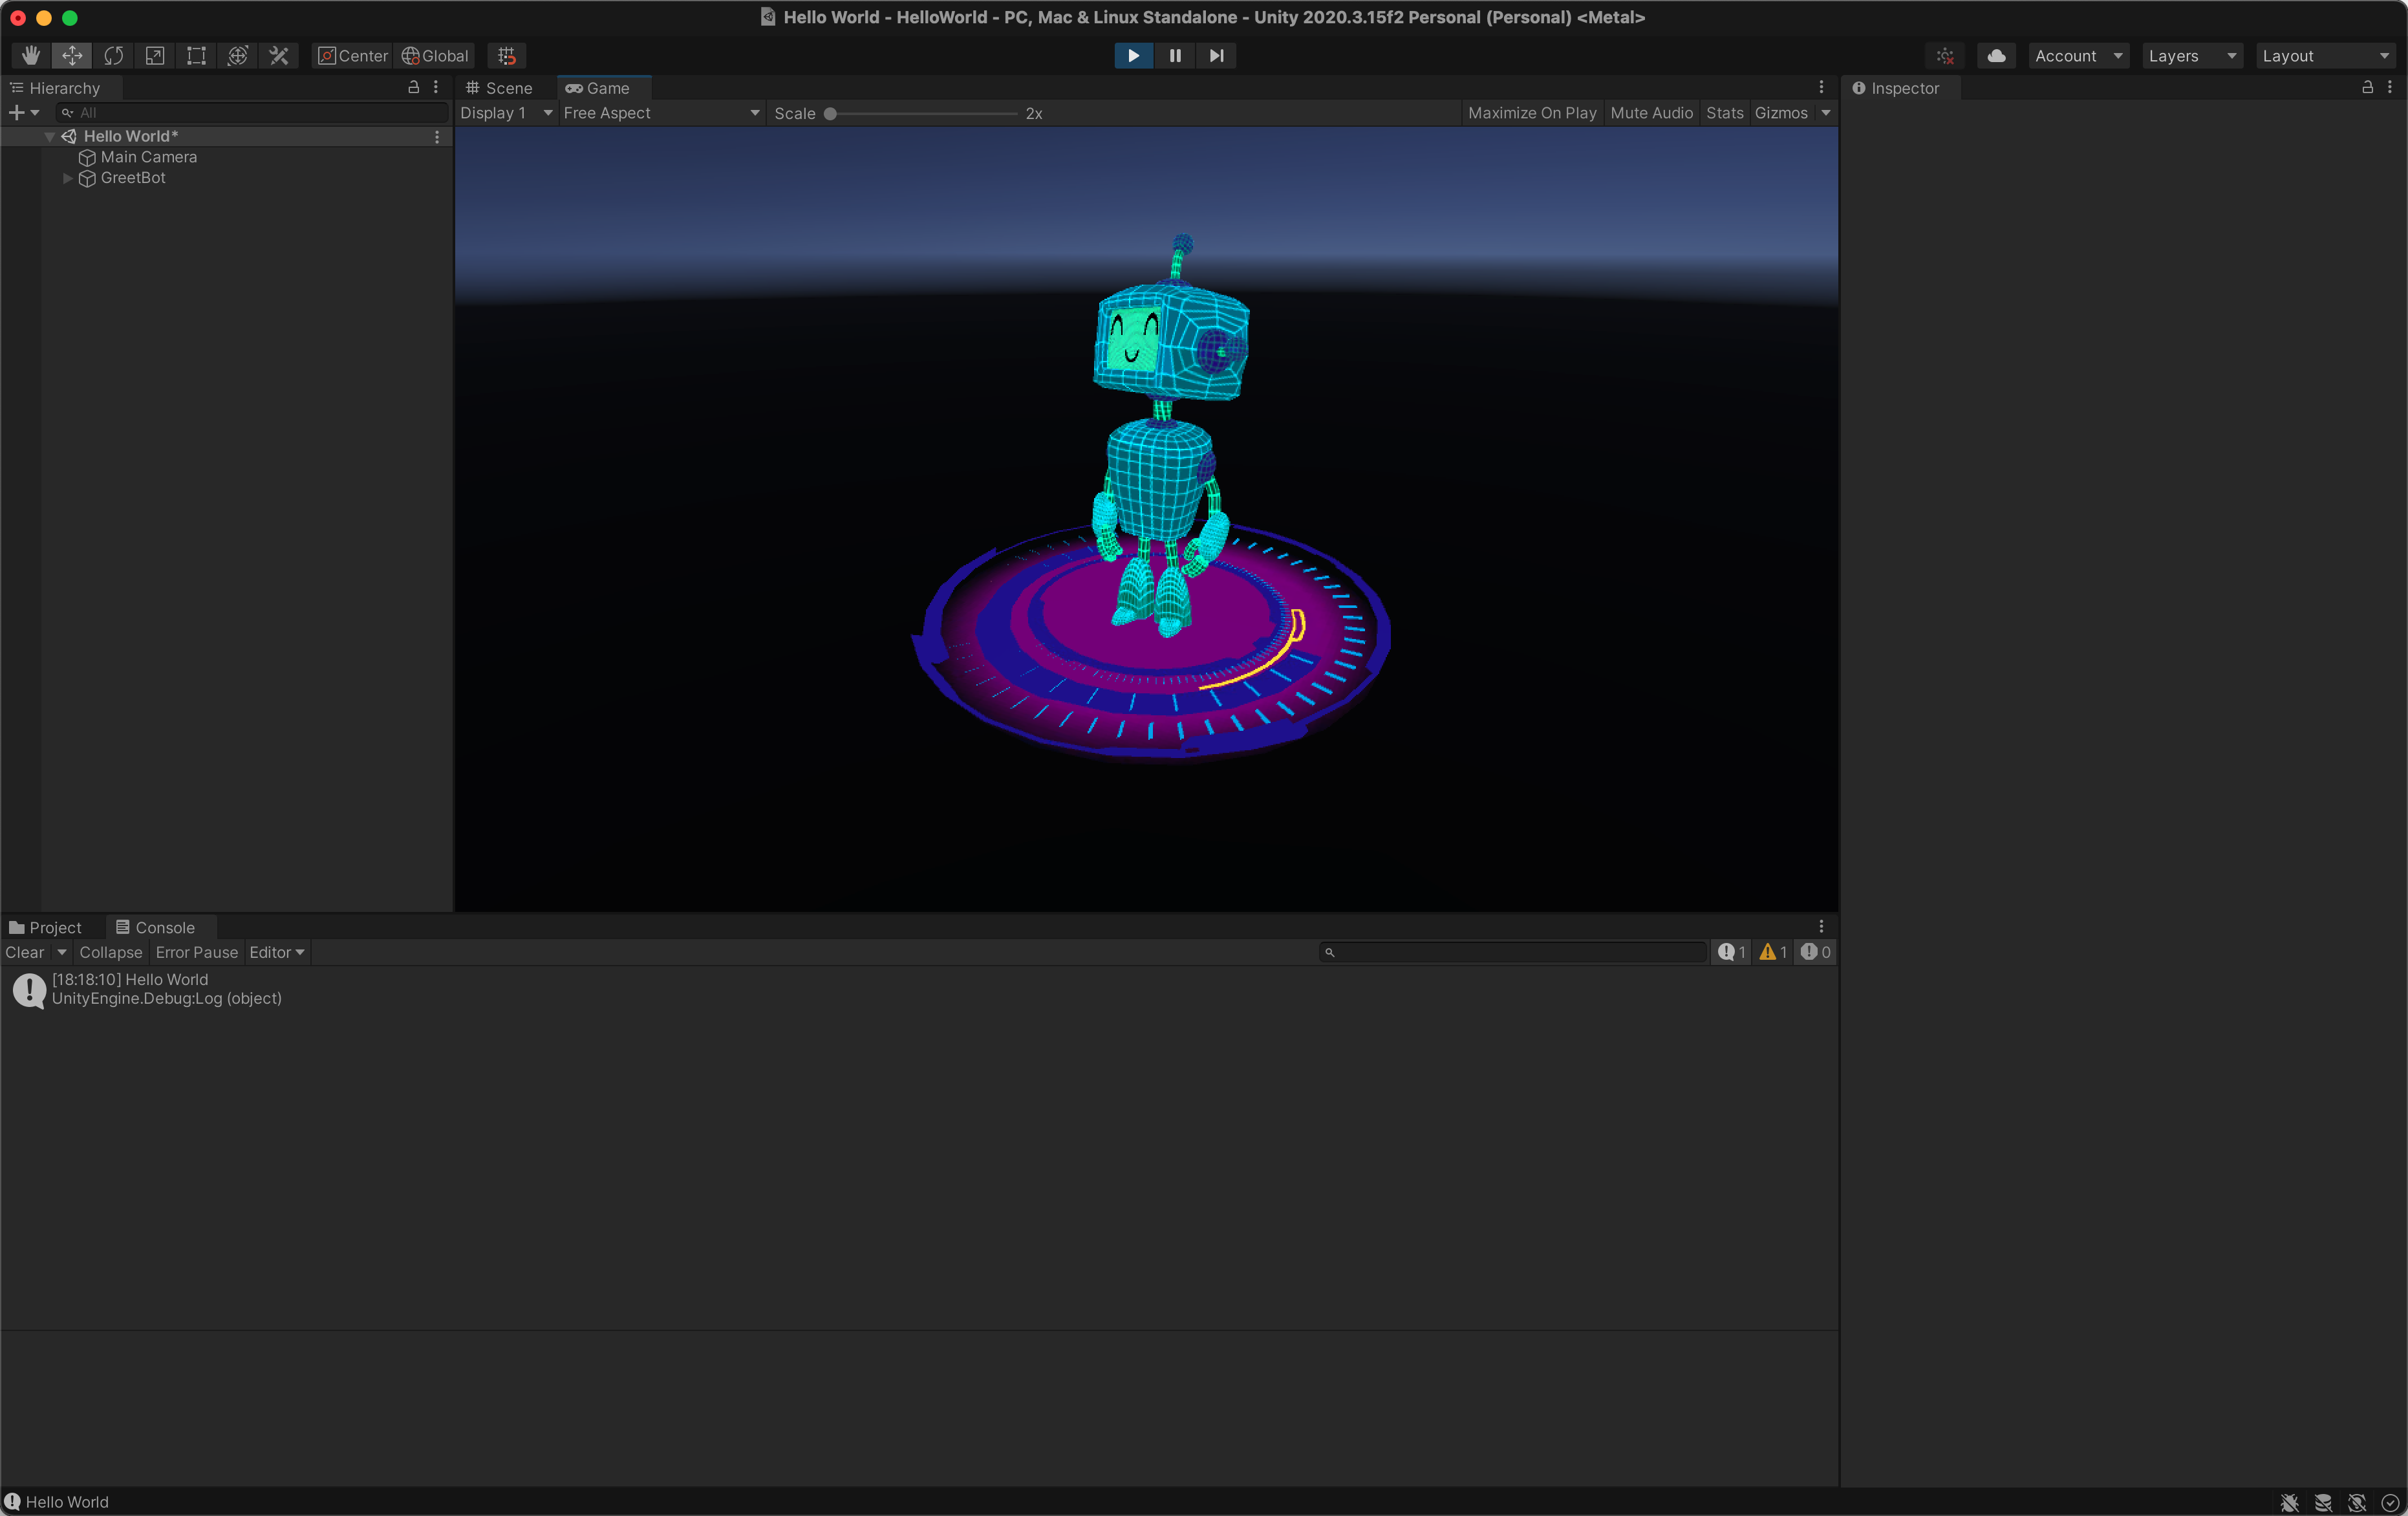 Hello World - HelloWorld - PC, Mac & Linux Standalone - Unity 2020.3.15f2 Personal (Personal) <Metal>
Center Global Account Layers Layout
Hierarchy
All
Hello World*
Main Camera
GreetBot
Scene Game
Display 1 Free Aspect Scale 2x Maximize On Play Mute Audio Stats Gizmos
Inspector
Project Console
Clear Collapse Error Pause Editor 1 1 0
[18:18:10] Hello World
UnityEngine.Debug:Log (object)
Hello World